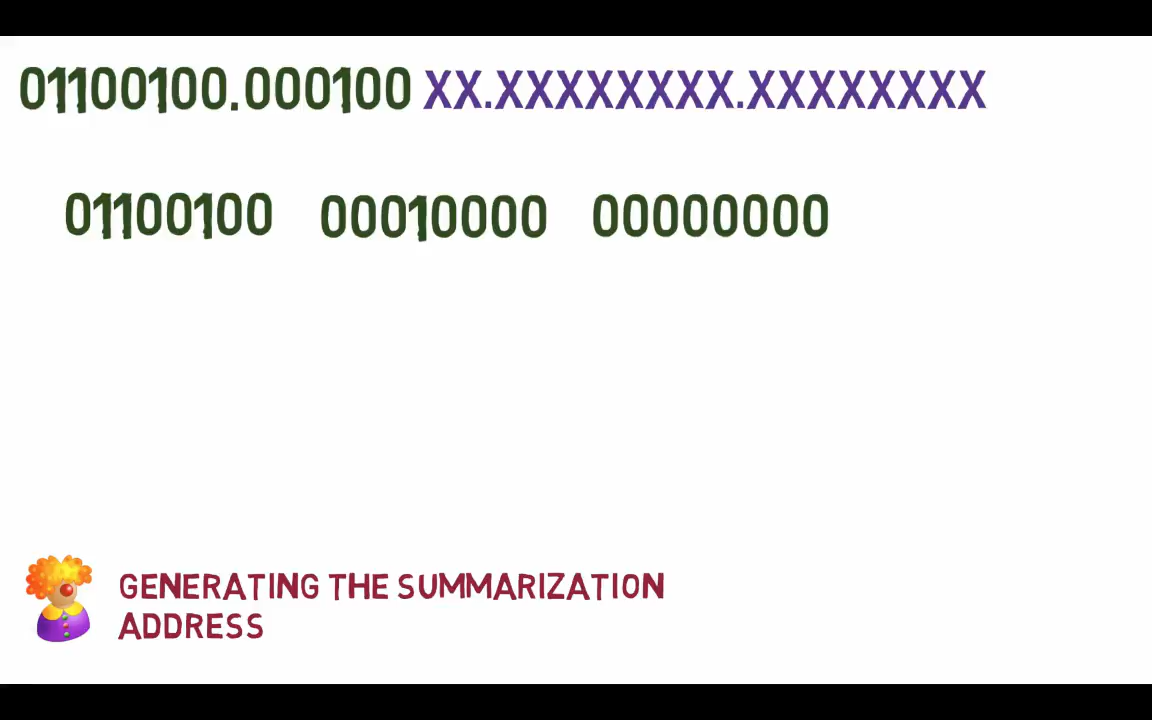 01100100.000100 XX.XXXXXXXX.XXXXXXXX
01100100 00010000 00000000
GENERATING THE SUMMARIZATION
ADDRESS